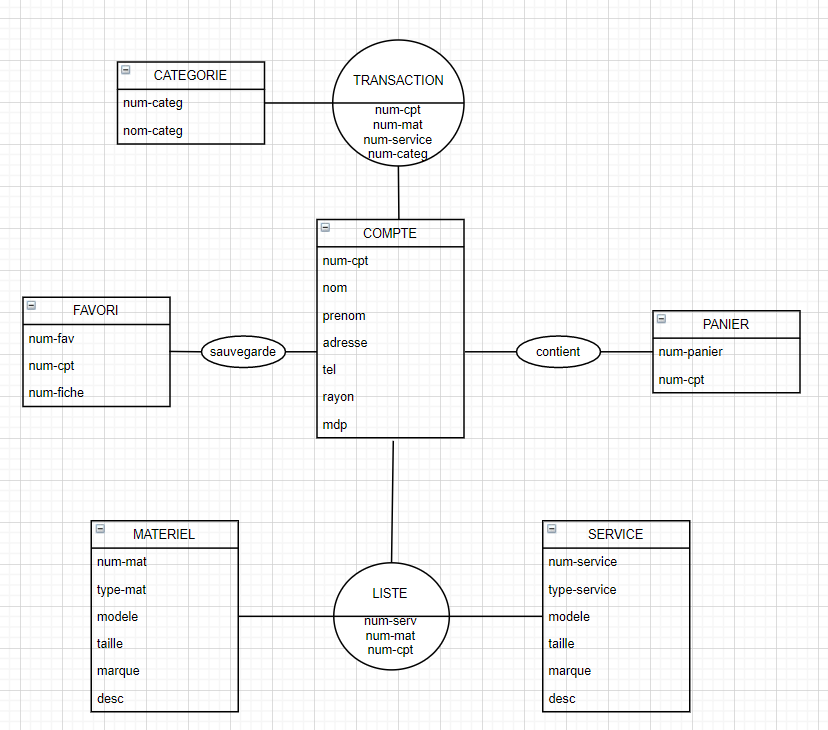 CATEGORIE
num-categ
nom-categ
TRANSACTION
num-cpt
num-mat
num-service
num-categ
COMPTE
num-cpt
nom
prenom
adresse
tel
rayon
mdp
FAVORI
num-fav
num-cpt
num-fiche
sauvegarde
contient
PANIER
num-panier
num-cpt
MATERIEL
num-mat
type-mat
modele
taille
marque
desc
LISTE
num-serv
num-mat
num-cpt
SERVICE
num-service
type-service
modele
taille
marque
desc